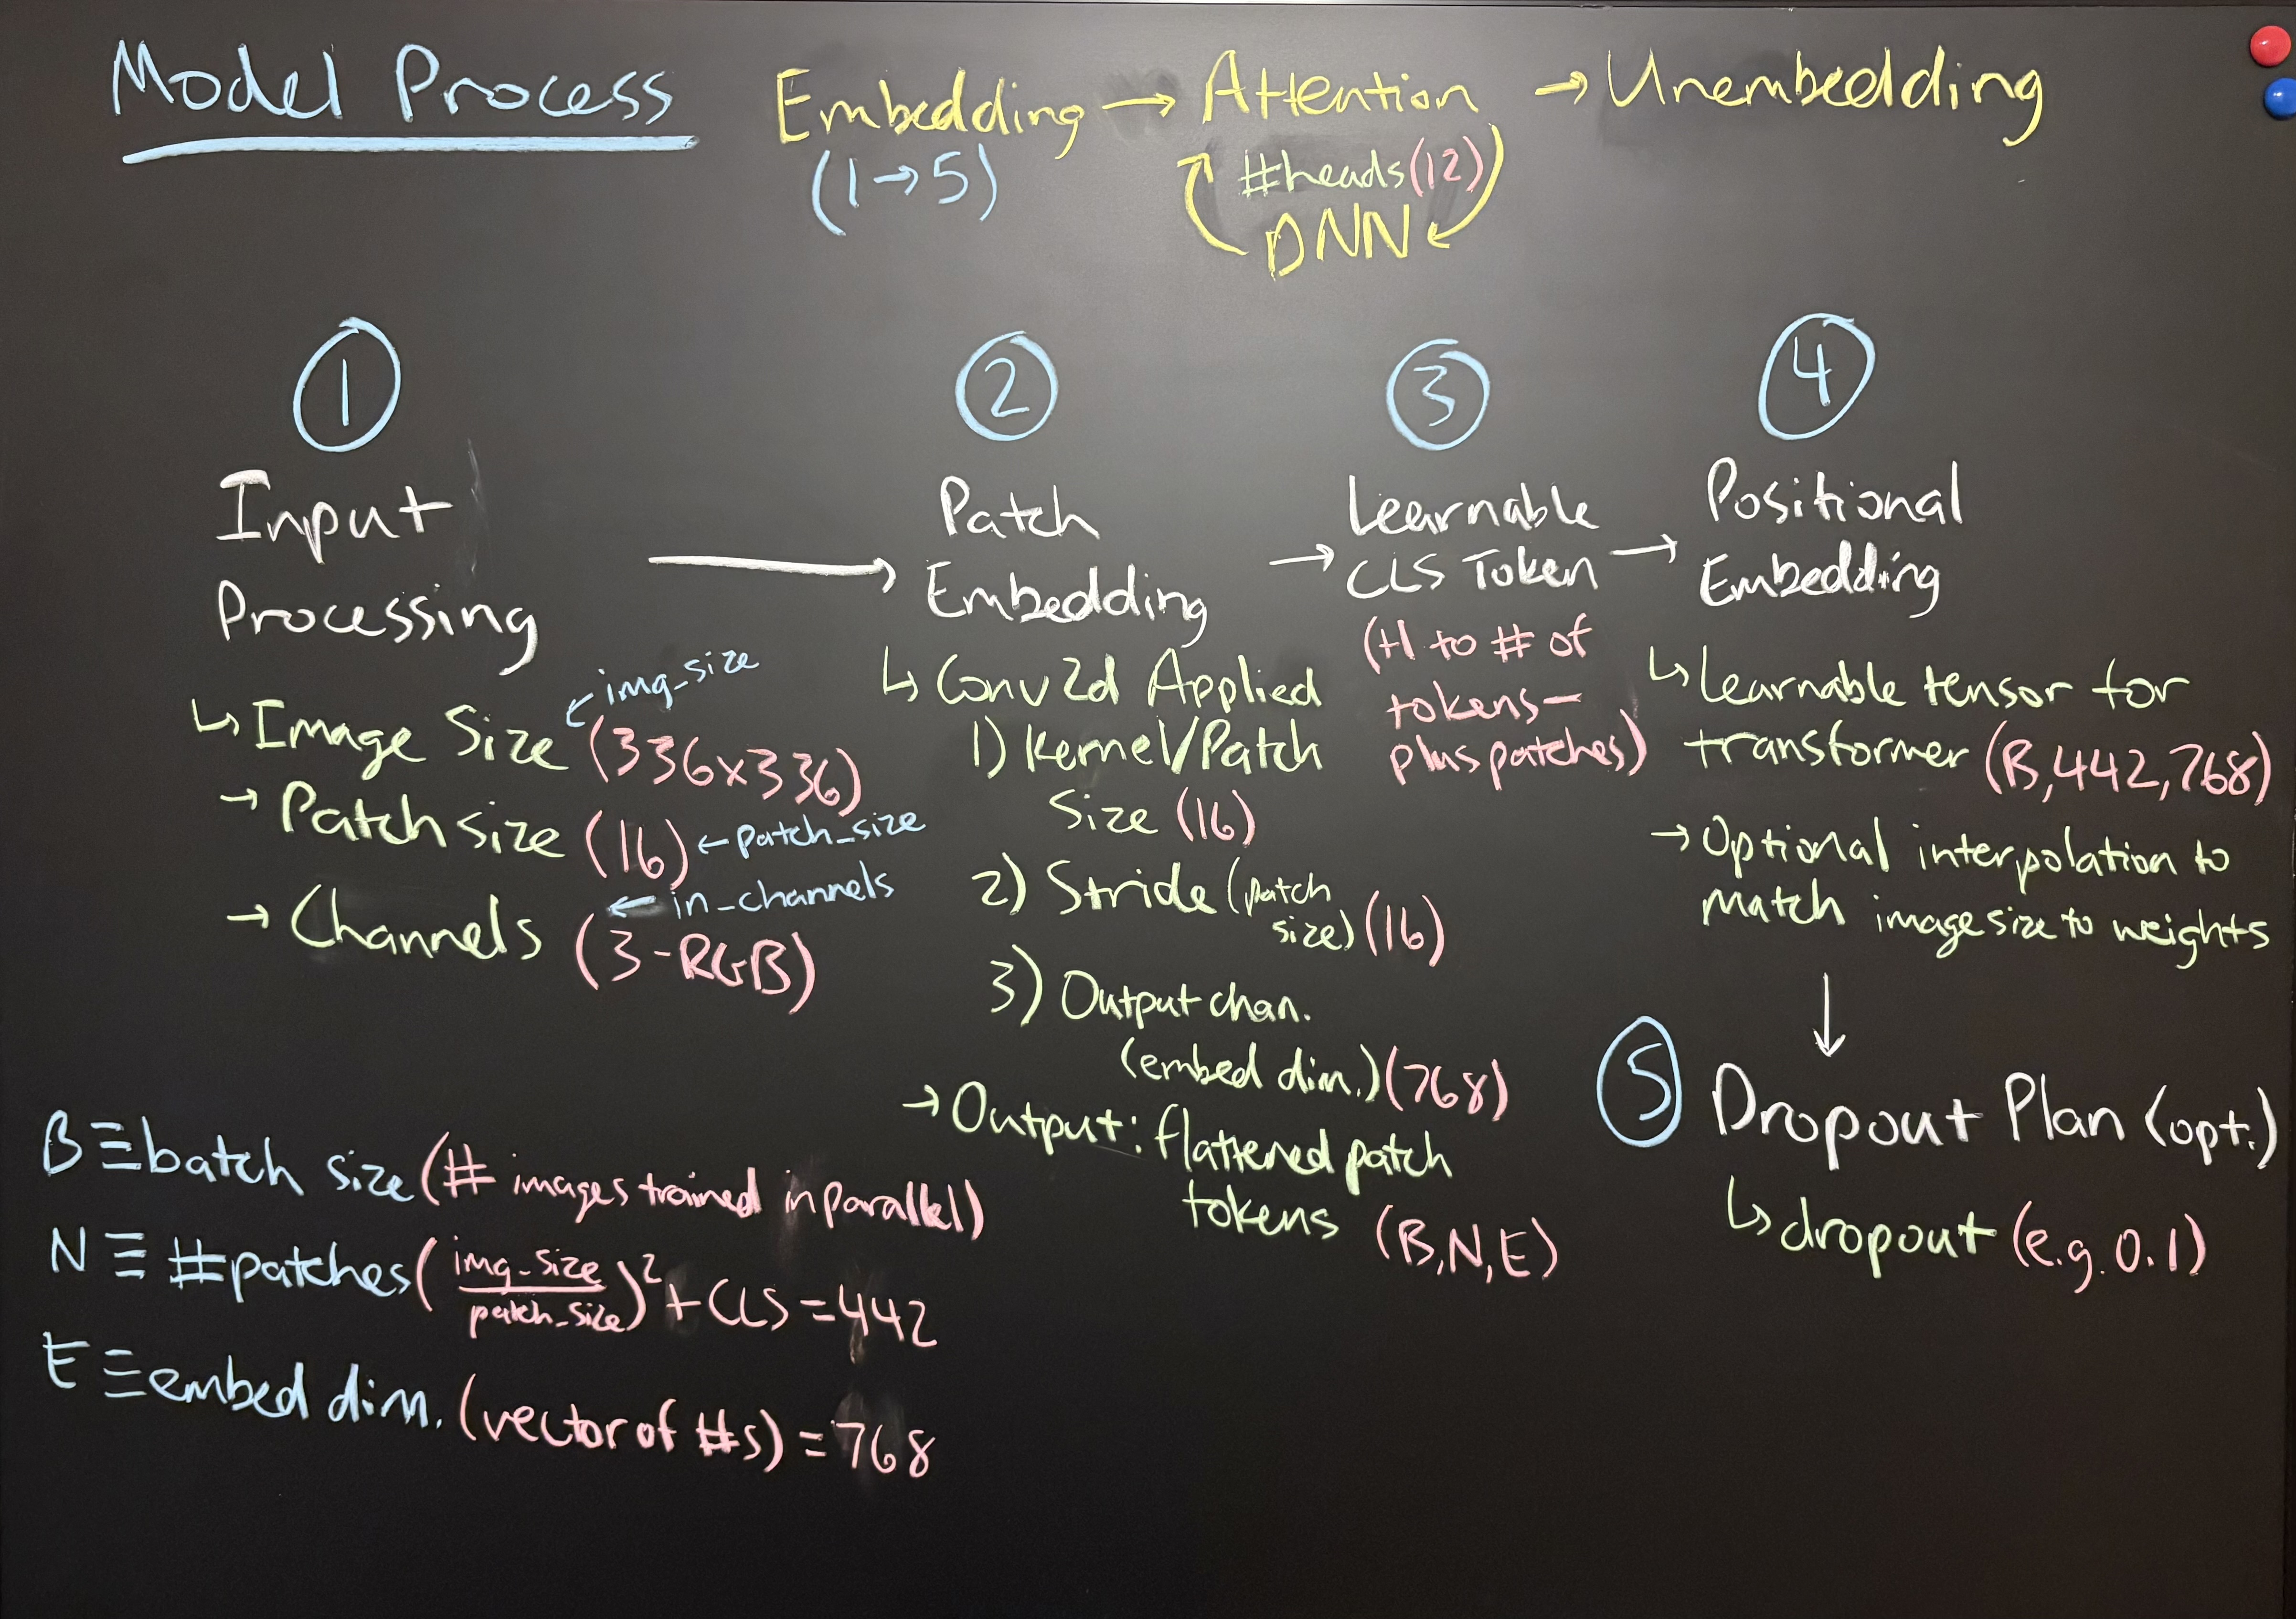 Model Process
Embedding → Attention → Unembedding
(1→5)
#heads(12)
DNN
1
Input
Processing
↳ Image Size (336x336)
← img_size
→ Patch size (16) ← patch_size
→ Channels (3-RGB)
← in_channels
2
Patch
Embedding
↳ Conv2d Applied
1) Kernel/Patch
Size (16)
2) Stride (patch
size) (16)
3) Output chan.
(embed dim.) (768)
→ Output: flattened patch
tokens (B,N,E)
3
Learnable
CLS Token
(+1 to # of
tokens-
plus patches)
4
Positional
Embedding
↳ Learnable tensor for
transformer (B,442,768)
→ Optional interpolation to
match image size to weights
5
Dropout Plan (opt.)
↳ dropout (e.g. 0.1)
B ≡ batch size (# images trained in parallel)
N ≡ #patches (img_size/patch_size)² + CLS = 442
E ≡ embed dim. (vector of #s) = 768